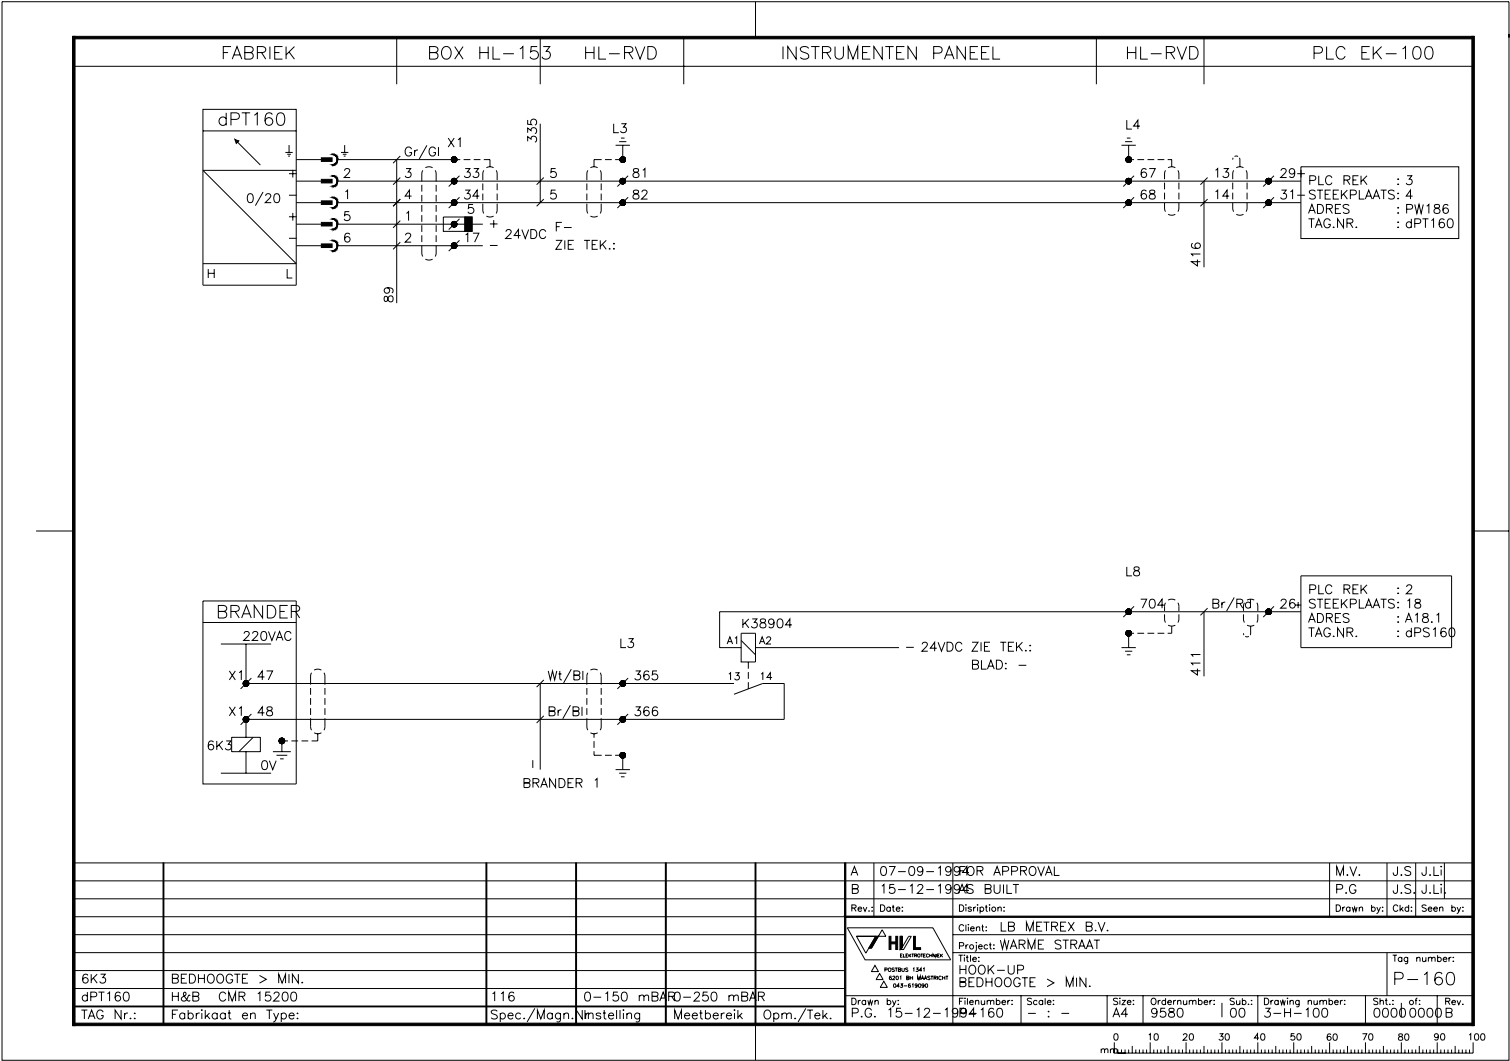 FABRIEK BOX HL-153 HL-RVD INSTRUMENTEN PANEEL HL-RVD PLC EK-100
dPT160
335
L3
L4
X1
Gr/Gl
2 3 33 5 81 67 13 29+
1 4 34 5 82 68 14 31-
0/20
+
-
+
-
5 1 5 +
6 2 17 -
24VDC F-
ZIE TEK.:
H L
89
416
PLC REK : 3
STEEKPLAATS: 4
ADRES : PW186
TAG.NR. : dPT160
L8
BRANDER
220VAC
X1 47
X1 48
6K3
0V
Wt/Bl
Br/Bl
L3
365
366
BRANDER 1
K38904
A1 A2
13 14
- 24VDC ZIE TEK.:
BLAD: -
704 Br/Rd 26+
411
PLC REK : 2
STEEKPLAATS: 18
ADRES : A18.1
TAG.NR. : dPS160
A 07-09-1994 FOR APPROVAL M.V. J.S J.Li
B 15-12-1994 AS BUILT P.G J.S. J.Li.
Rev.: Date: Disription: Drawn by: Ckd: Seen by:
HVL
ELEKTROTECHNIEK
POSTBUS 1341
6201 BH MAASTRICHT
043-619090
Client: LB METREX B.V.
Project: WARME STRAAT
Title:
HOOK-UP
BEDHOOGTE > MIN.
Tag number:
P-160
6K3 BEDHOOGTE > MIN.
dPT160 H&B CMR 15200 116 0-150 mBAR 0-250 mBAR
TAG Nr.: Fabrikaat en Type: Spec./Magn.Nr Instelling Meetbereik Opm./Tek.
Drawn by: Filenumber: Scale: Size: Ordernumber: Sub.: Drawing number: Sht.: of: Rev.
P.G. 15-12-1994 P-160 - : - A4 9580 00 3-H-100 00000 0000 B
0 10 20 30 40 50 60 70 80 90 100
mm